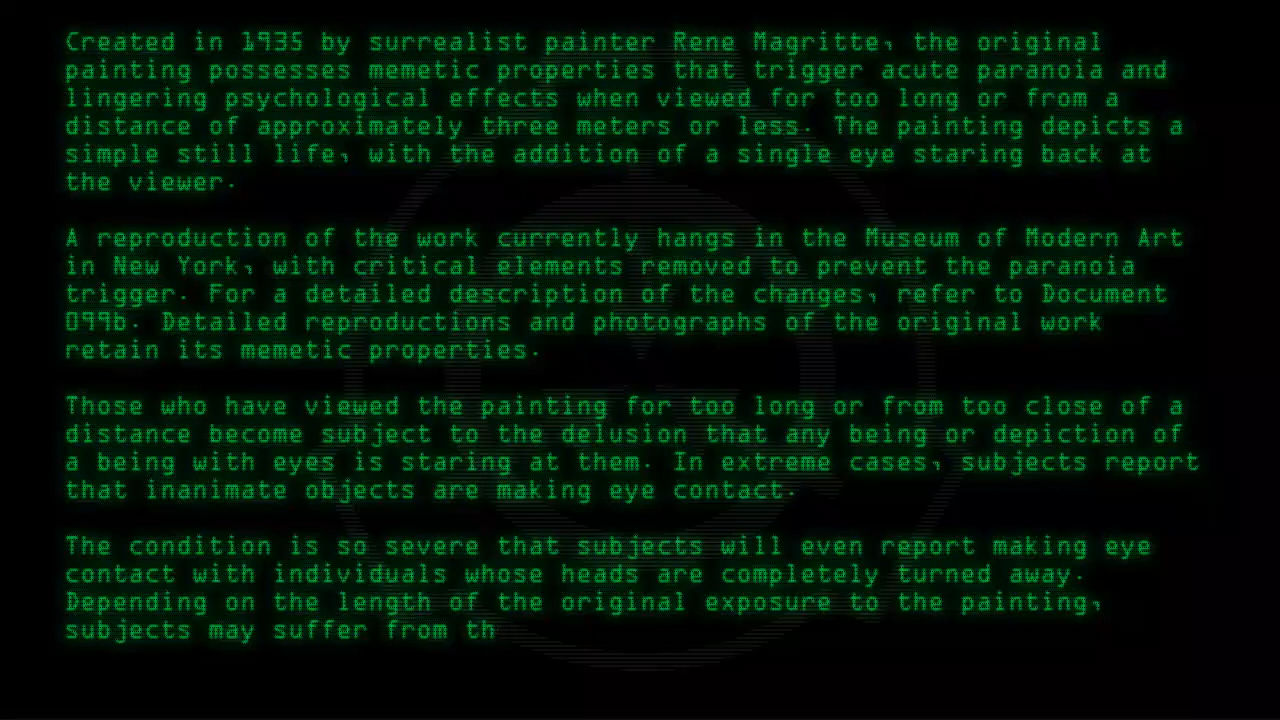 Created in 1935 by surrealist painter Rene Magritte, the original
painting possesses memetic properties that trigger acute paranoia and
lingering psychological effects when viewed for too long or from a
distance of approximately three meters or less. The painting depicts a
simple still life, with the addition of a single eye staring back at
the viewer.
A reproduction of the work currently hangs in the Museum of Modern Art
in New York, with critical elements removed to prevent the paranoia
trigger. For a detailed description of the changes, refer to Document
099b. Detailed reproductions and photographs of the original work
retain its memetic properties.
Those who have viewed the painting for too long or from too close of a
distance become subject to the delusion that any being or depiction of
a being with eyes is staring at them. In extreme cases, subjects report
that inanimate objects are making eye contact.
The condition is so severe that subjects will even report making eye
contact with individuals whose heads are completely turned away.
Depending on the length of the original exposure to the painting,
subjects may suffer from th